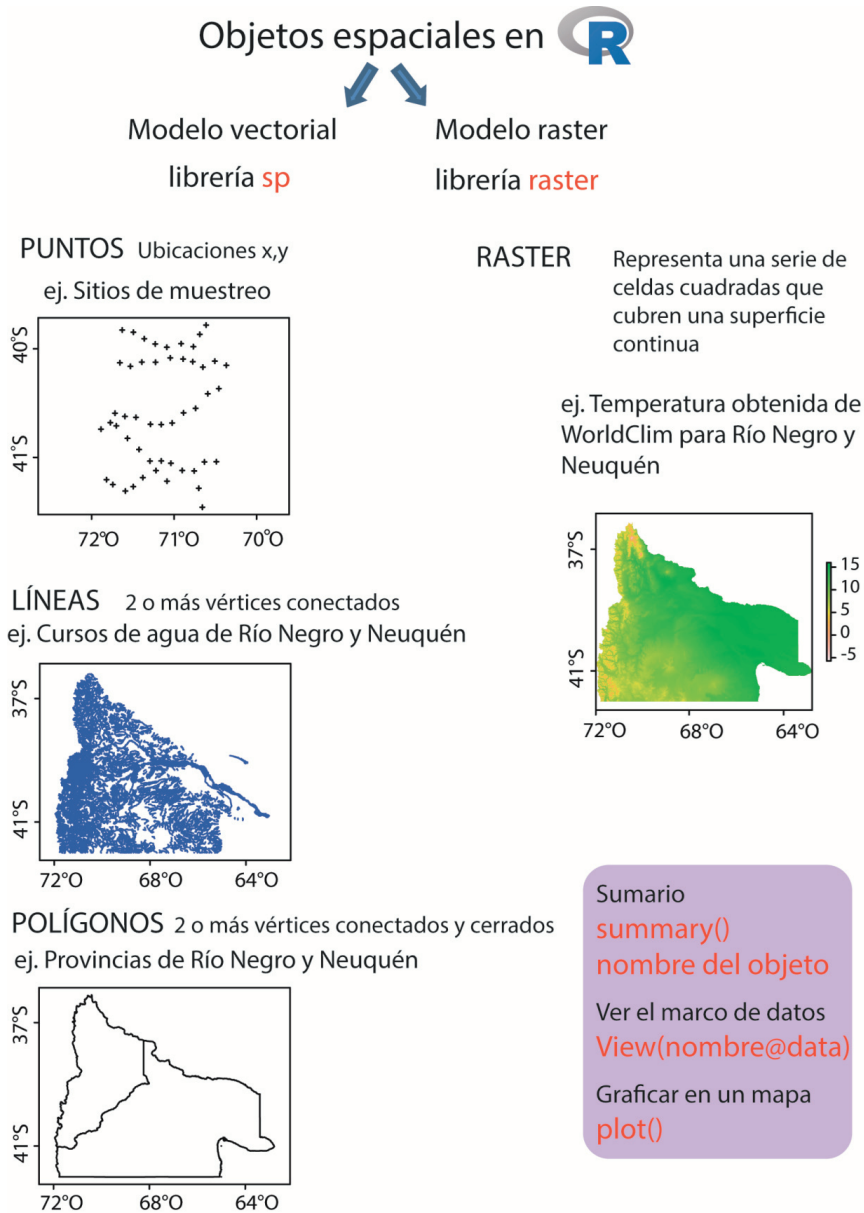 Objetos espaciales en R
Modelo vectorial
librería sp
Modelo raster
librería raster
PUNTOS Ubicaciones x,y
ej. Sitios de muestreo
40°S
41°S
72°O 71°O 70°O
LÍNEAS 2 o más vértices conectados
ej. Cursos de agua de Río Negro y Neuquén
37°S
41°S
72°O 68°O 64°O
POLÍGONOS 2 o más vértices conectados y cerrados
ej. Provincias de Río Negro y Neuquén
37°S
41°S
72°O 68°O 64°O
RASTER
Representa una serie de
celdas cuadradas que
cubren una superficie
continua
ej. Temperatura obtenida de
WorldClim para Río Negro y
Neuquén
37°S
41°S
72°O 68°O 64°O
15
10
5
0
-5
Sumario
summary()
nombre del objeto
Ver el marco de datos
View(nombre@data)
Graficar en un mapa
plot()